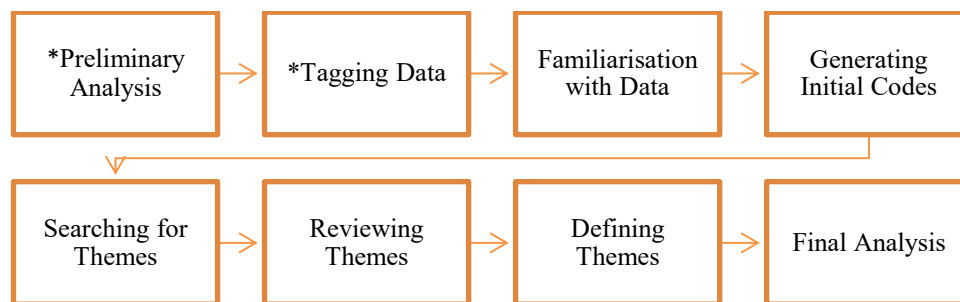 *Preliminary
Analysis
*Tagging Data
Familiarisation
with Data
Generating
Initial Codes
Searching for
Themes
Reviewing
Themes
Defining
Themes
Final Analysis